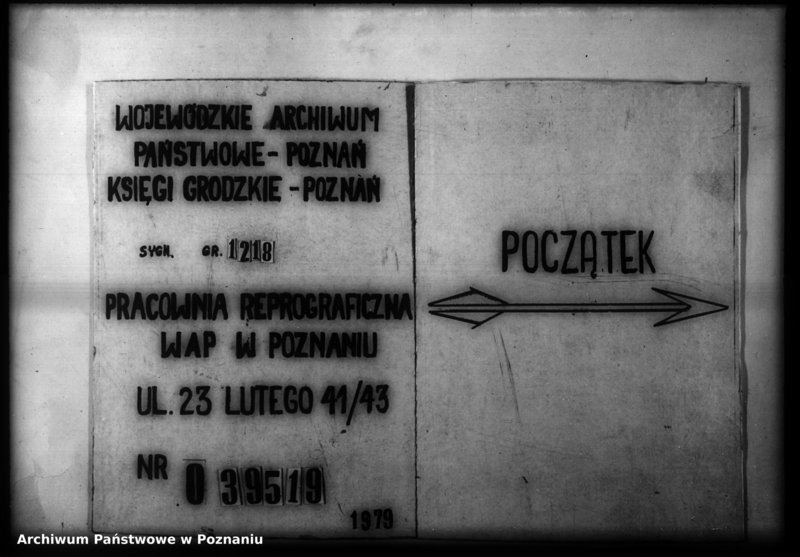 WOJEWÓDZKIE ARCHIWUM
PAŃSTWOWE - POZNAŃ
KSIĘGI GRODZKIE - POZNAŃ
SYGN. GR. 1218
PRACOWNIA REPROGRAFICZNA
WAP W POZNANIU
UL. 23 LUTEGO 41/43
NR 0 39519
1979
POCZĄTEK
Archiwum Państwowe w Poznaniu